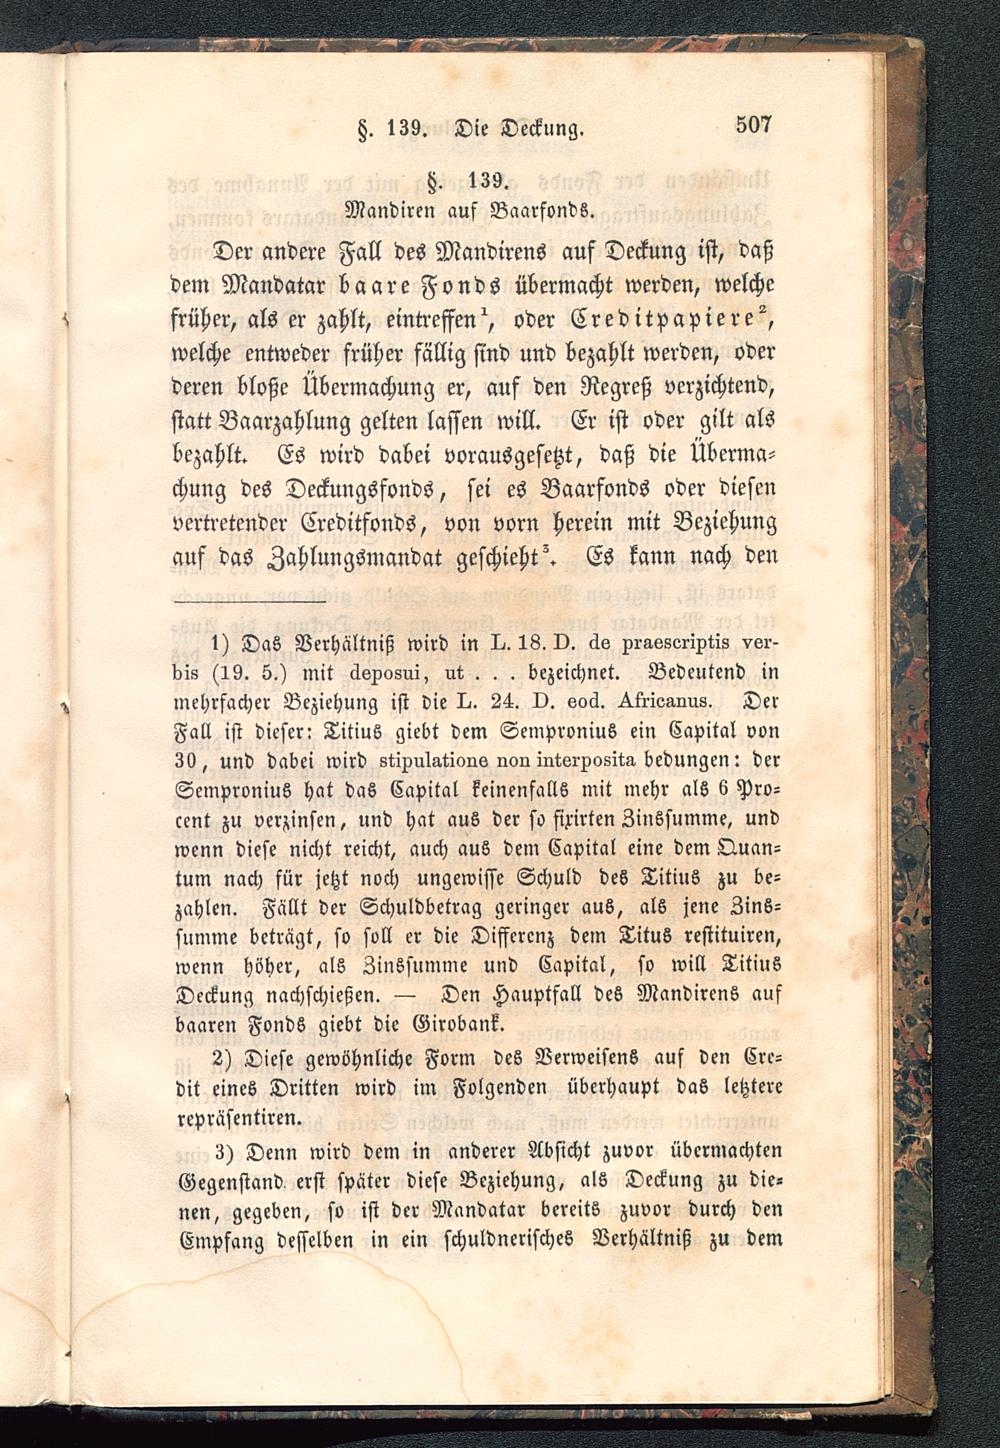 §. 139. Die Deckung. 507
§. 139.
Mandiren auf Baarfonds.
Der andere Fall des Mandirens auf Deckung ist, daß
dem Mandatar baare Fonds übermacht werden, welche
früher, als er zahlt, eintreffen¹, oder Creditpapiere²,
welche entweder früher fällig sind und bezahlt werden, oder
deren bloße Übermachung er, auf den Regreß verzichtend,
statt Baarzahlung gelten lassen will. Er ist oder gilt als
bezahlt. Es wird dabei vorausgesetzt, daß die Überma-
chung des Deckungsfonds, sei es Baarfonds oder diesen
vertretender Creditfonds, von vorn herein mit Beziehung
auf das Zahlungsmandat geschieht³. Es kann nach den
1) Das Verhältniß wird in L. 18. D. de praescriptis ver-
bis (19. 5.) mit deposui, ut . . . bezeichnet. Bedeutend in
mehrfacher Beziehung ist die L. 24. D. eod. Africanus. Der
Fall ist dieser: Titius giebt dem Sempronius ein Capital von
30, und dabei wird stipulatione non interposita bedungen: der
Sempronius hat das Capital keinenfalls mit mehr als 6 Pro-
cent zu verzinsen, und hat aus der so fixirten Zinssumme, und
wenn diese nicht reicht, auch aus dem Capital eine dem Quan-
tum nach für jetzt noch ungewisse Schuld des Titius zu be-
zahlen. Fällt der Schuldbetrag geringer aus, als jene Zins-
summe beträgt, so soll er die Differenz dem Titus restituiren,
wenn höher, als Zinssumme und Capital, so will Titius
Deckung nachschießen. — Den Hauptfall des Mandirens auf
baaren Fonds giebt die Girobank.
2) Diese gewöhnliche Form des Verweisens auf den Cre-
dit eines Dritten wird im Folgenden überhaupt das letztere
repräsentiren.
3) Denn wird dem in anderer Absicht zuvor übermachten
Gegenstand erst später diese Beziehung, als Deckung zu die-
nen, gegeben, so ist der Mandatar bereits zuvor durch den
Empfang desselben in ein schuldnerisches Verhältniß zu dem